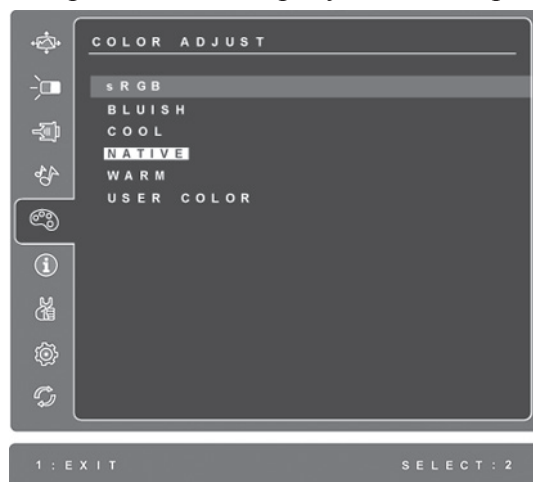 COLOR ADJUST
sRGB
BLUISH
COOL
NATIVE
WARM
USER COLOR
1:EXIT SELECT:2